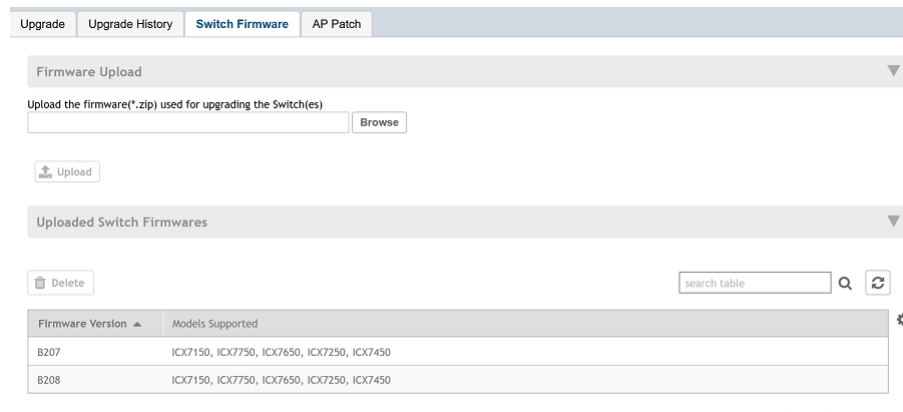 Upgrade Upgrade History Switch Firmware AP Patch
Firmware Upload
Upload the firmware(*.zip) used for upgrading the Switch(es)
Browse
Upload
Uploaded Switch Firmwares
Delete search table
Firmware Version Models Supported
B207 ICX7150, ICX7750, ICX7650, ICX7250, ICX7450
B208 ICX7150, ICX7750, ICX7650, ICX7250, ICX7450